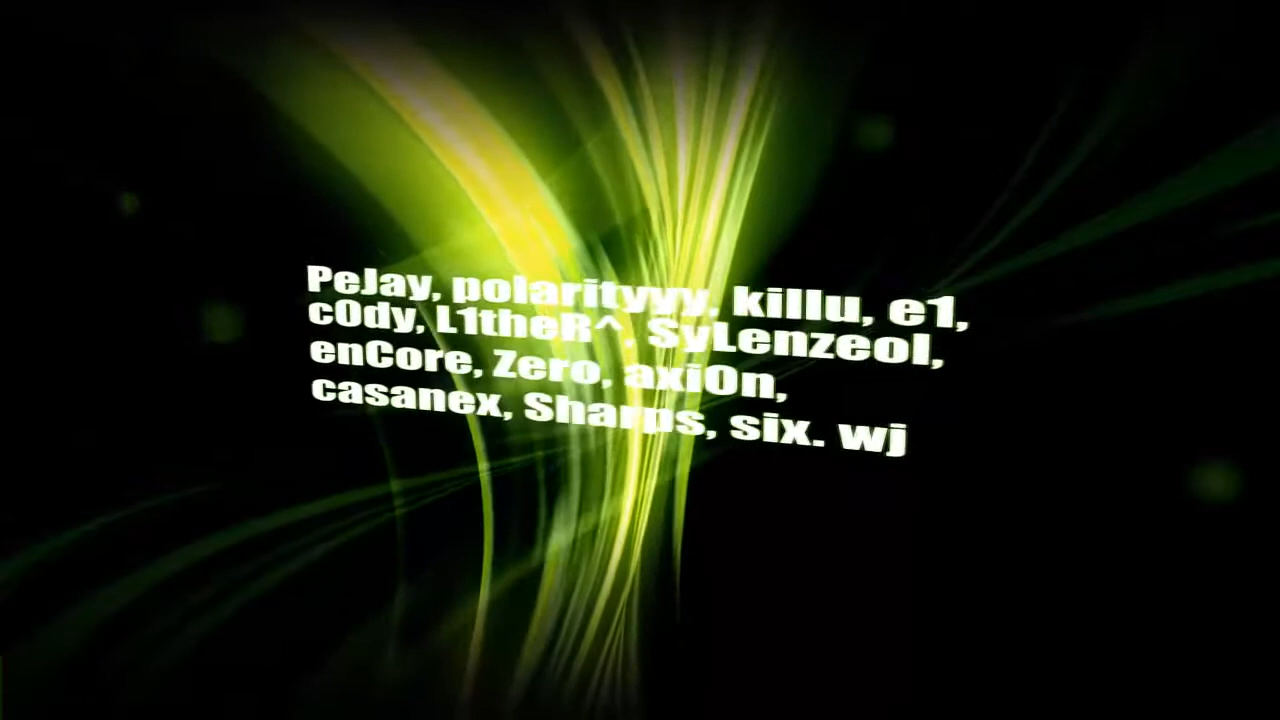 PeJay, polarityyy, killu, e1,
c0dy, L1theR^, SyLenzeol,
enCore, Zero, axi0n,
casanex, Sharps, six. wj